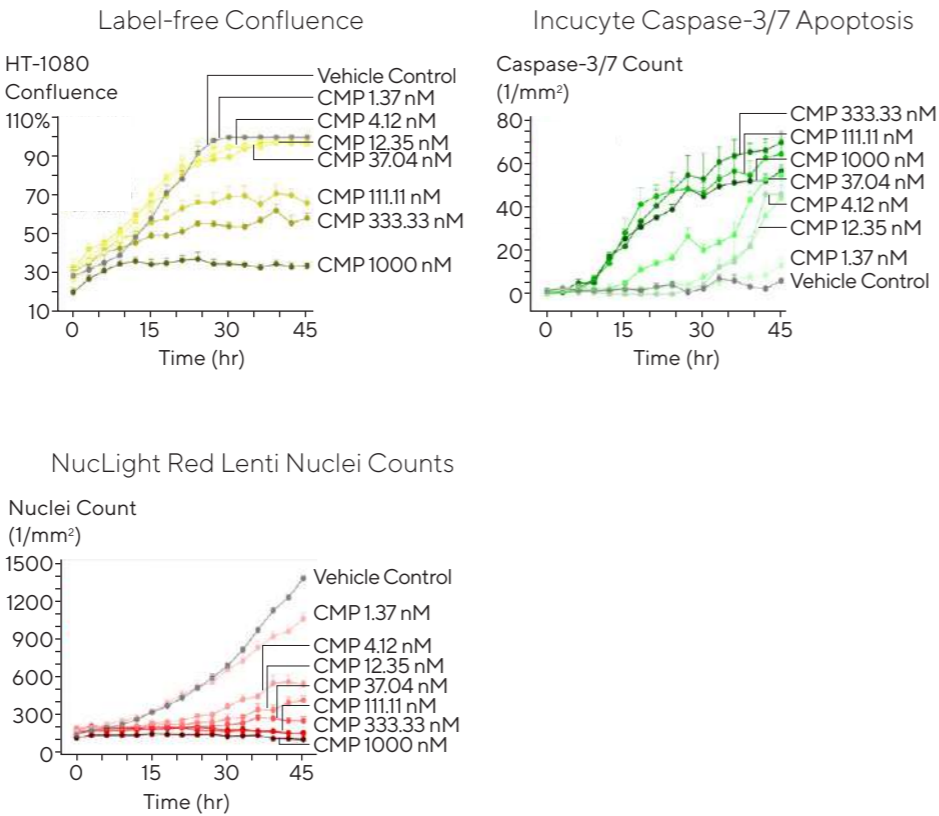 Label-free Confluence
HT-1080
Confluence
110%
90
70
50
30
10
0
15
30
45
Time (hr)
Vehicle Control
CMP 1.37 nM
CMP 4.12 nM
CMP 12.35 nM
CMP 37.04 nM
CMP 111.11 nM
CMP 333.33 nM
CMP 1000 nM
Incucyte Caspase-3/7 Apoptosis
Caspase-3/7 Count
(1/mm²)
80
60
40
20
0
0
15
30
45
Time (hr)
CMP 333.33 nM
CMP 111.11 nM
CMP 1000 nM
CMP 37.04 nM
CMP 4.12 nM
CMP 12.35 nM
CMP 1.37 nM
Vehicle Control
NucLight Red Lenti Nuclei Counts
Nuclei Count
(1/mm²)
1500
1200
900
600
300
0
0
15
30
45
Time (hr)
Vehicle Control
CMP 1.37 nM
CMP 4.12 nM
CMP 12.35 nM
CMP 37.04 nM
CMP 111.11 nM
CMP 333.33 nM
CMP 1000 nM